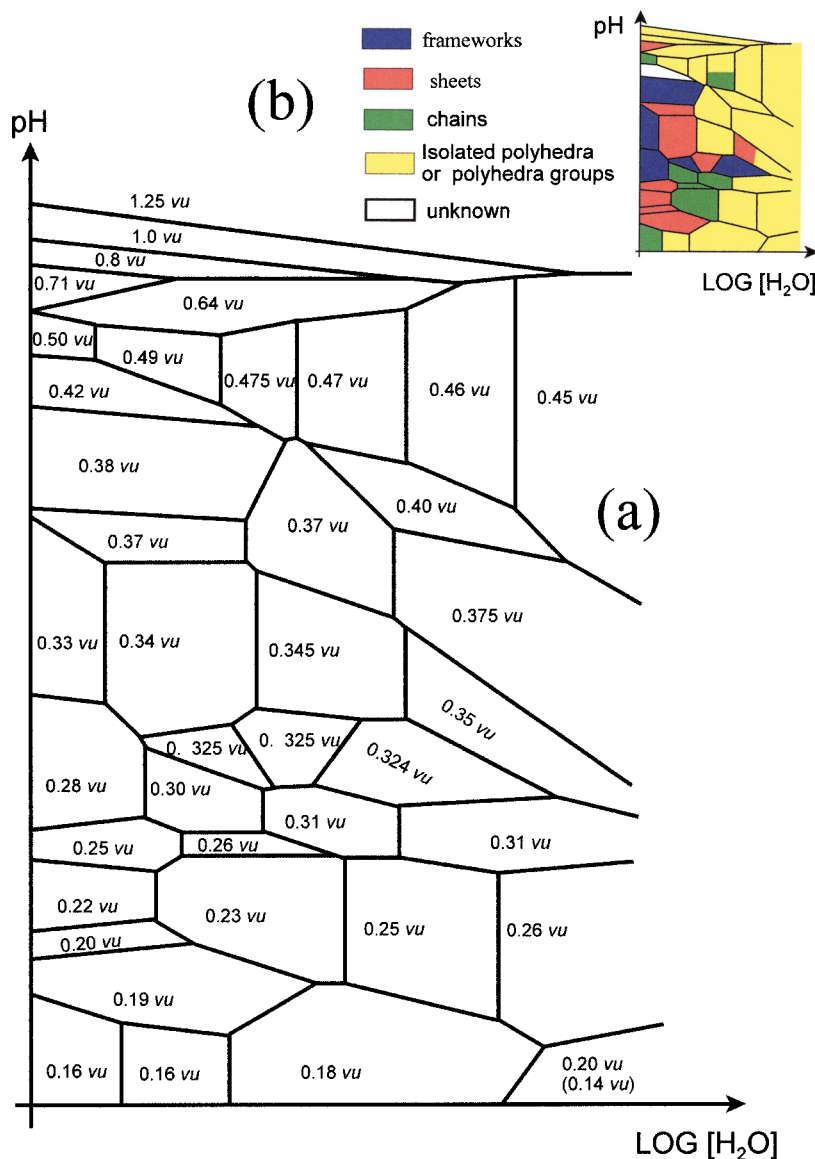 (b)
frameworks
sheets
chains
Isolated polyhedra
or polyhedra groups
unknown
pH
LOG [H₂O]
pH
1.25 vu
1.0 vu
0.8 vu
0.71 vu
0.64 vu
0.50 vu
0.49 vu
0.475 vu
0.47 vu
0.46 vu
0.45 vu
0.42 vu
0.38 vu
0.40 vu
(a)
0.37 vu
0.37 vu
0.375 vu
0.33 vu
0.34 vu
0.345 vu
0.35 vu
0. 325 vu
0. 325 vu
0.324 vu
0.28 vu
0.30 vu
0.31 vu
0.31 vu
0.25 vu
0.26 vu
0.22 vu
0.23 vu
0.25 vu
0.26 vu
0.20 vu
0.19 vu
0.16 vu
0.16 vu
0.18 vu
0.20 vu
(0.14 vu)
LOG [H₂O]